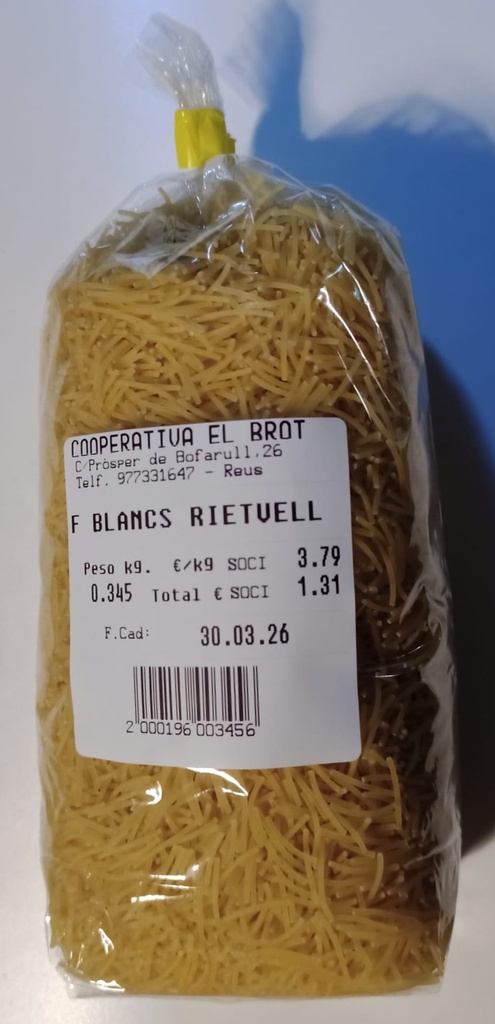 COOPERATIVA EL BROT
C/Pròsper de Bofarull,26
Telf. 977331647 - Reus
F BLANCS RIETVELL
Peso kg. €/kg SOCI 3.79
0.345 Total € SOCI 1.31
F.Cad: 30.03.26
2 000196 003456